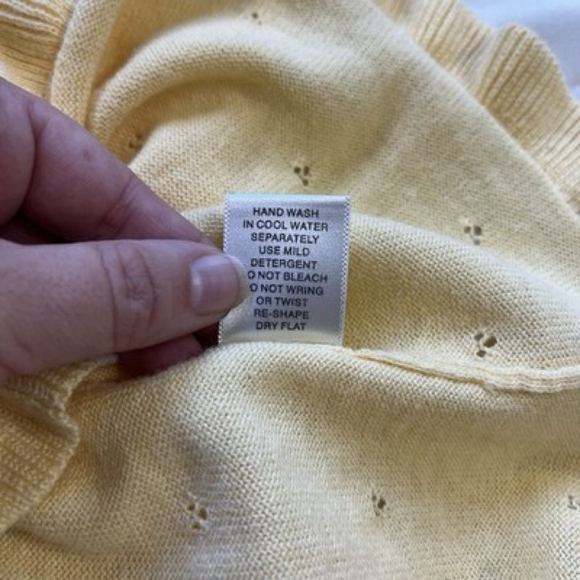 HAND WASH
IN COOL WATER
SEPARATELY
USE MILD
DETERGENT
O NOT BLEACH
O NOT WRING
OR TWIST
RE-SHAPE
DRY FLAT